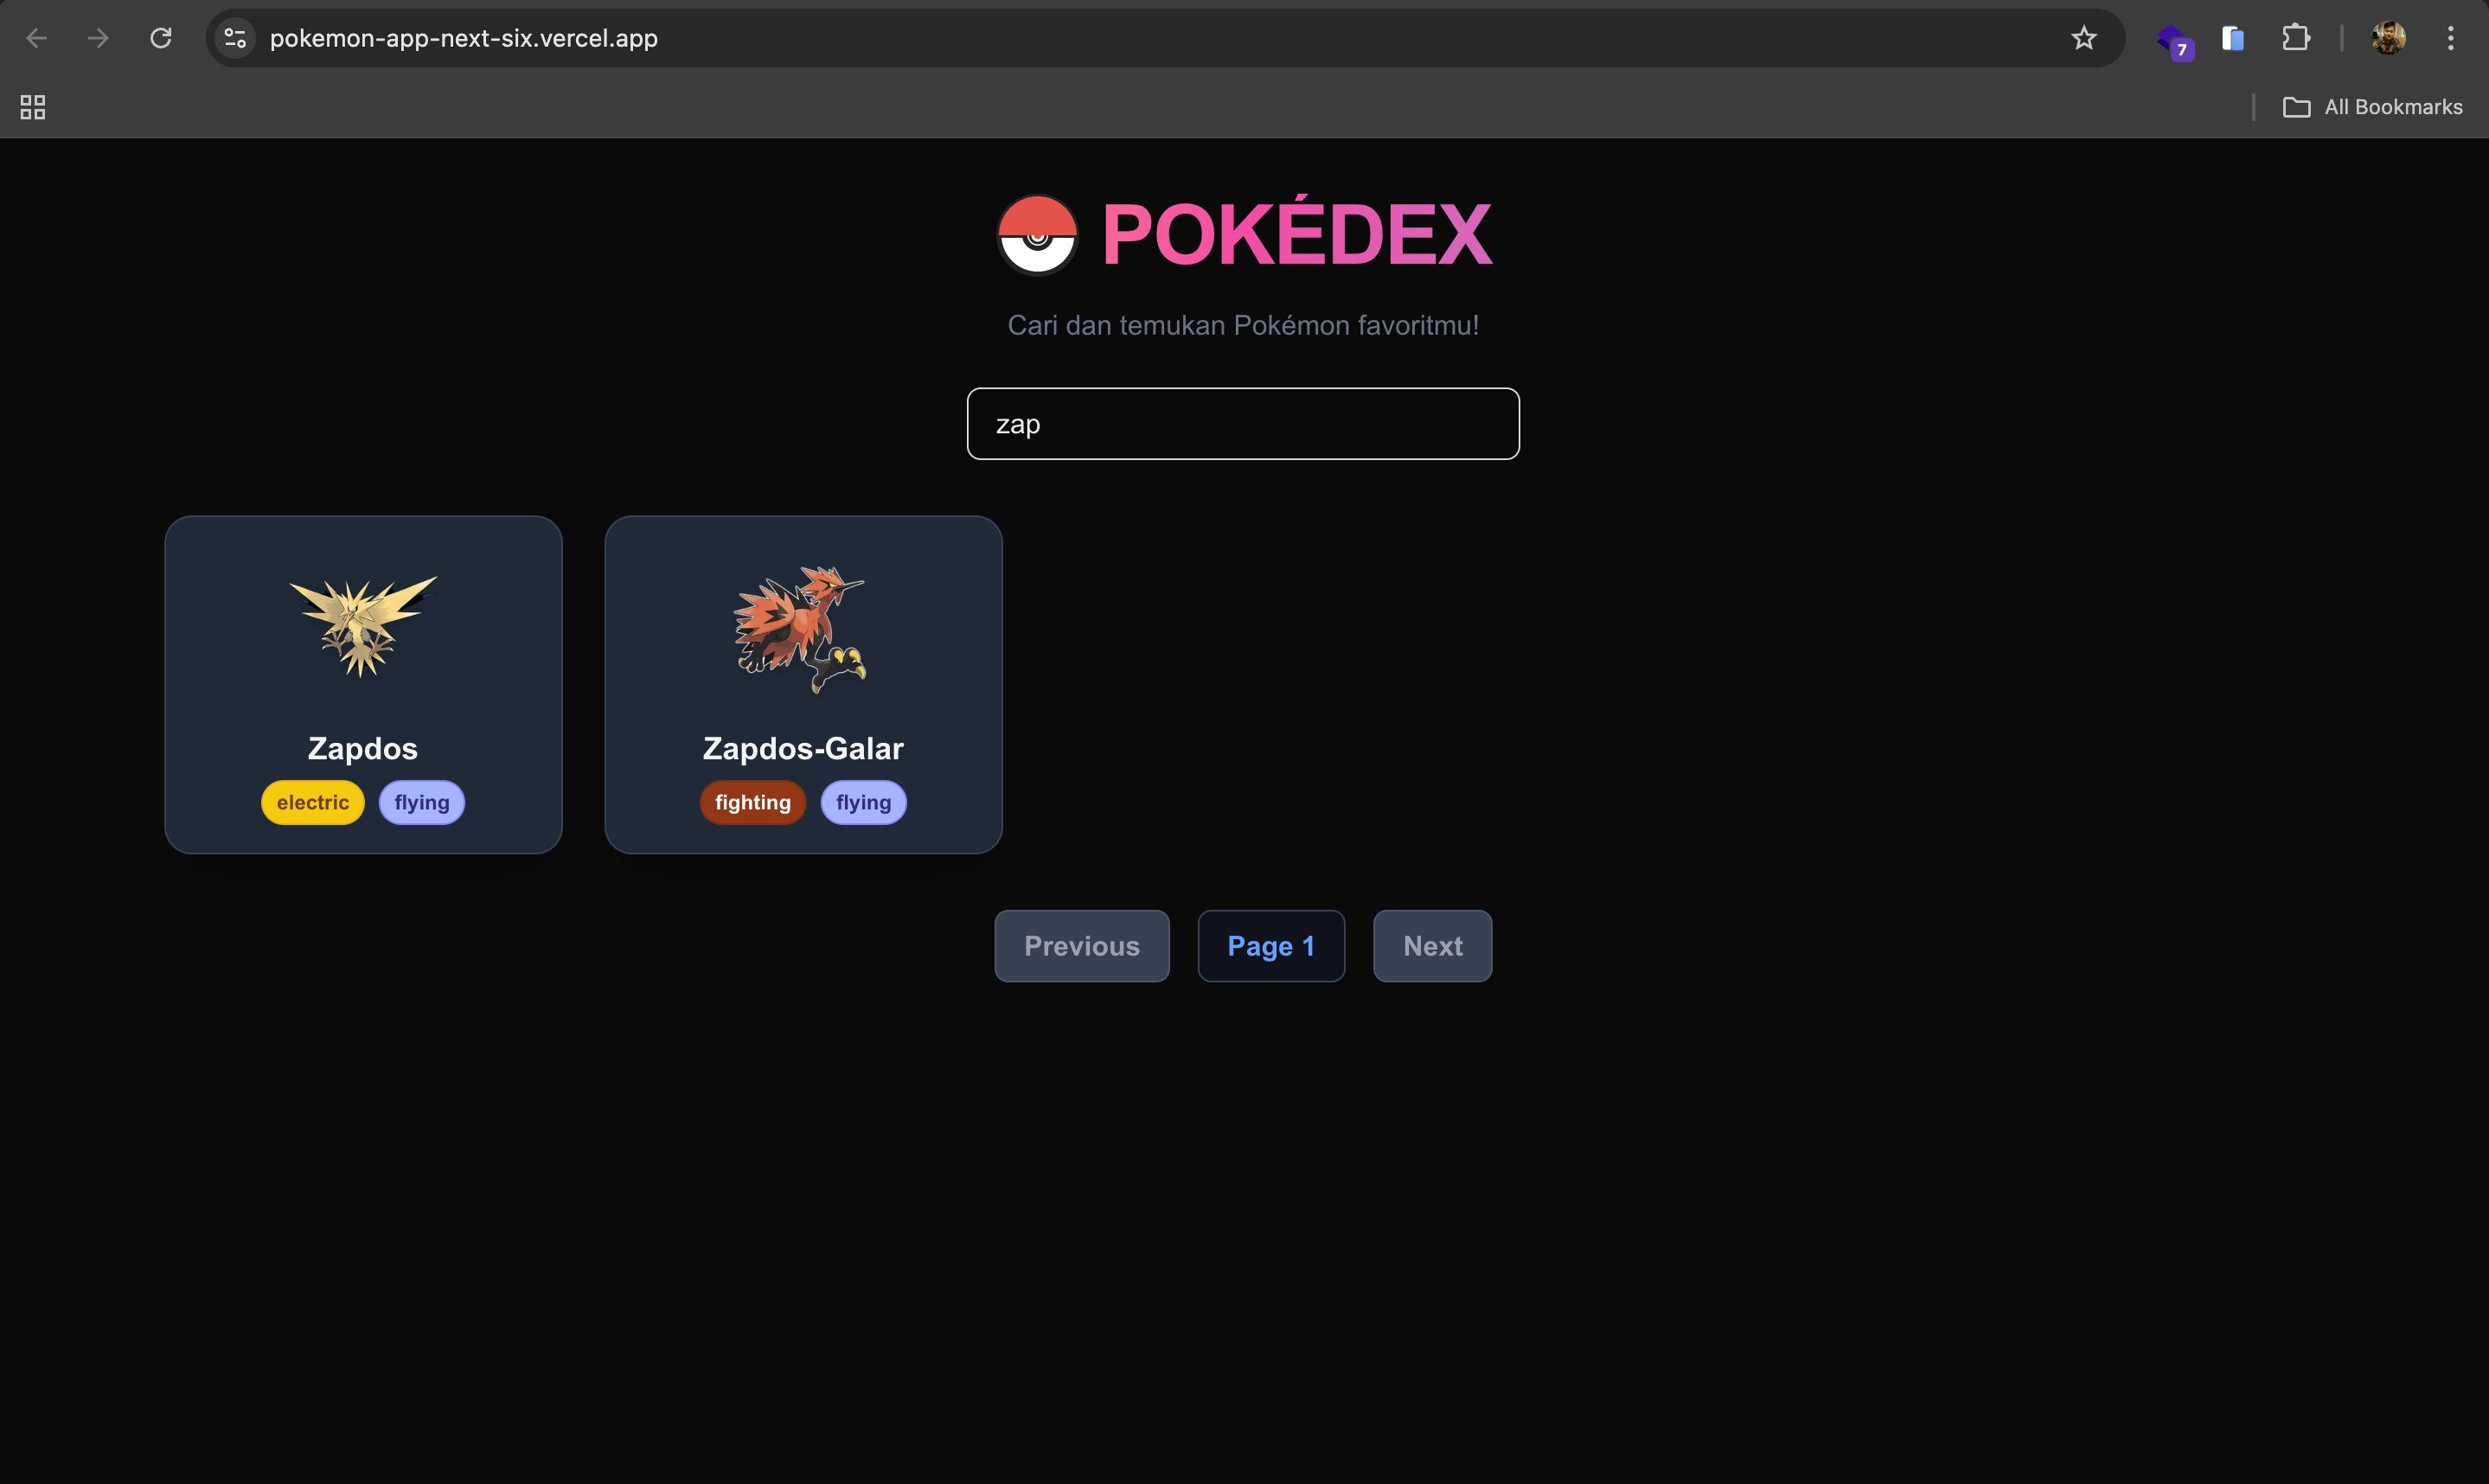 pokemon-app-next-six.vercel.app
7
All Bookmarks
POKÉDEX
Cari dan temukan Pokémon favoritmu!
zap
Zapdos
electric flying
Zapdos-Galar
fighting flying
Previous Page 1 Next